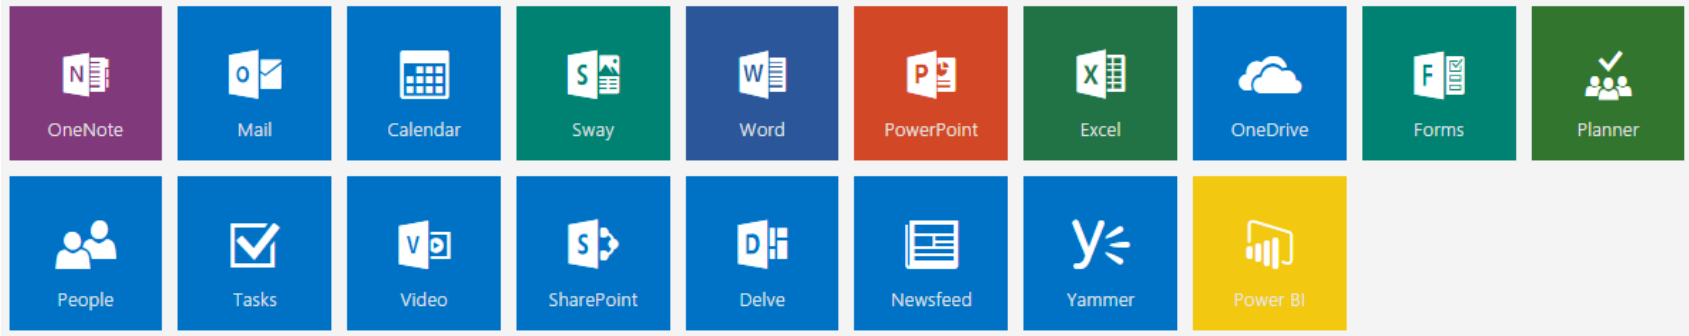 OneNote
Mail
Calendar
Sway
Word
PowerPoint
Excel
OneDrive
Forms
Planner
People
Tasks
Video
SharePoint
Delve
Newsfeed
Yammer
Power BI